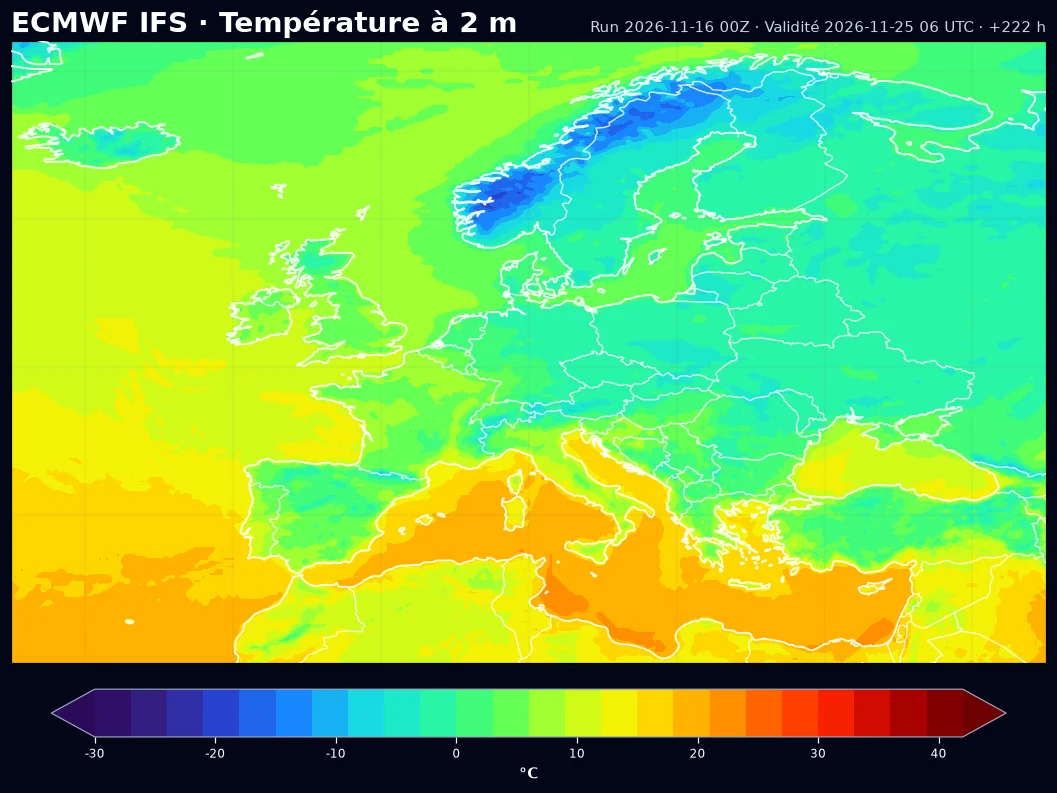 ECMWF IFS · Température à 2 m
Run 2026-11-16 00Z · Validité 2026-11-25 06 UTC · +222 h
-30 -20 -10 0 10 20 30 40
°C